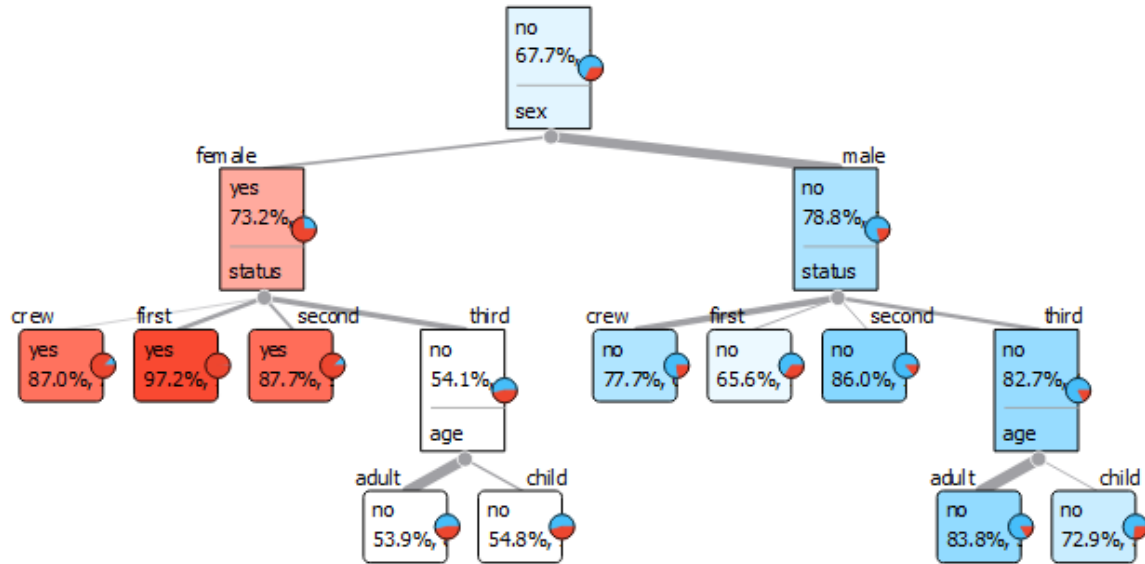 no
67.7%,
sex
female
male
yes
73.2%,
status
no
78.8%,
status
crew
first
second
third
crew
first
second
third
yes
87.0%,
yes
97.2%,
yes
87.7%,
no
54.1%,
age
no
77.7%,
no
65.6%,
no
86.0%,
no
82.7%,
age
adult
child
adult
child
no
53.9%,
no
54.8%,
no
83.8%,
no
72.9%,